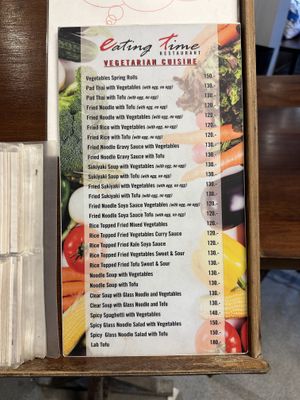 Eating Time
RESTAURANT
VEGETARIAN CUISINE
Vegetables Spring Rolls 150.-
Pad Thai with Vegetables (with egg, no egg) 120.-
Pad Thai with Tofu (with egg, no egg) 120.-
Fried Noodle with Tofu (with egg, no egg) 120.-
Fried Noodle with Vegetables (with egg, no egg) 120.-
Fried Rice with Vegetables (with egg, no egg) 120.-
Fried Rice with Tofu (with egg, no egg) 120.-
Fried Noodle Gravy Sauce with Vegetables 130.-
Fried Noodle Gravy Sauce with Tofu 130.-
Sukiyaki Soup with Vegetables (with egg, no egg) 130.-
Sukiyaki Soup with Tofu (with egg, no egg) 130.-
Fried Sukiyaki with Vegetables (with egg, no egg) 130.-
Fried Sukiyaki with Tofu (with egg, no egg) 130.-
Fried Noodle Soya Sauce Vegetables (with egg, no egg) 120.-
Fried Noodle Soya Sauce Tofu (with egg, no egg) 120.-
Rice Topped Fried Mixed Vegetables 120.-
Rice Topped Fried Vegetables Curry Sauce 120.-
Rice Topped Fried Kale Soya Sauce 120.-
Rice Topped Fried Vegetables Sweet & Sour 120.-
Rice Topped Fried Tofu Sweet & Sour 120.-
Noodle Soup with Vegetables 120.-
Noodle Soup with Tofu 120.-
Clear Soup with Glass Noodle and Vegetables 130.-
Clear Soup with Glass Noodle and Tofu 130.-
Spicy Spaghetti with Vegetables 150.-
Spicy Glass Noodle Salad with Vegetables 150.-
Spicy Glass Noodle Salad with Tofu 150.-
Lab Tofu 180.-